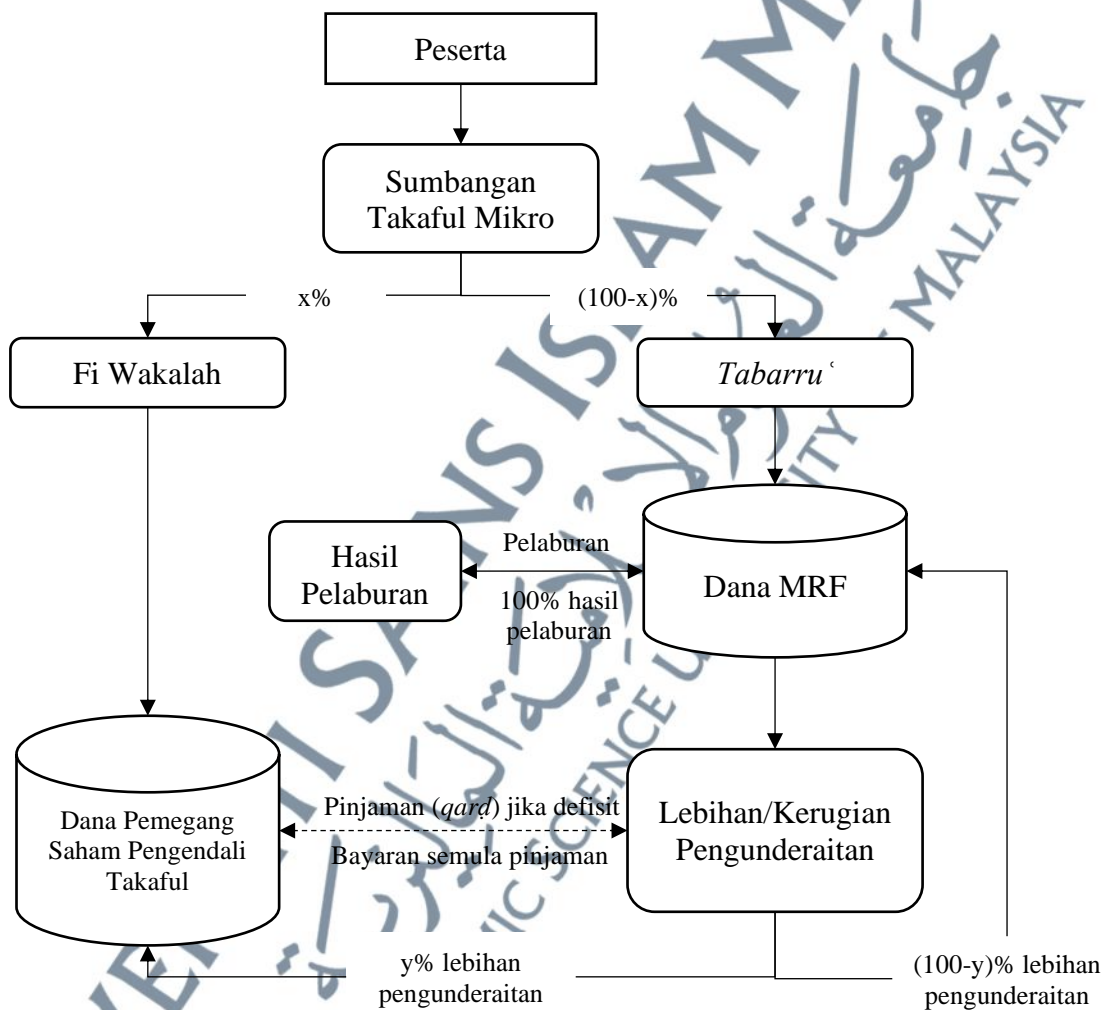 Peserta
Sumbangan
Takaful Mikro
x%
(100-x)%
Fi Wakalah
Tabarruʿ
Hasil
Pelaburan
Pelaburan
100% hasil
pelaburan
Dana MRF
Dana Pemegang
Saham Pengendali
Takaful
Pinjaman (qarḍ) jika defisit
Bayaran semula pinjaman
Lebihan/Kerugian
Pengunderaitan
y% lebihan
pengunderaitan
(100-y)% lebihan
pengunderaitan